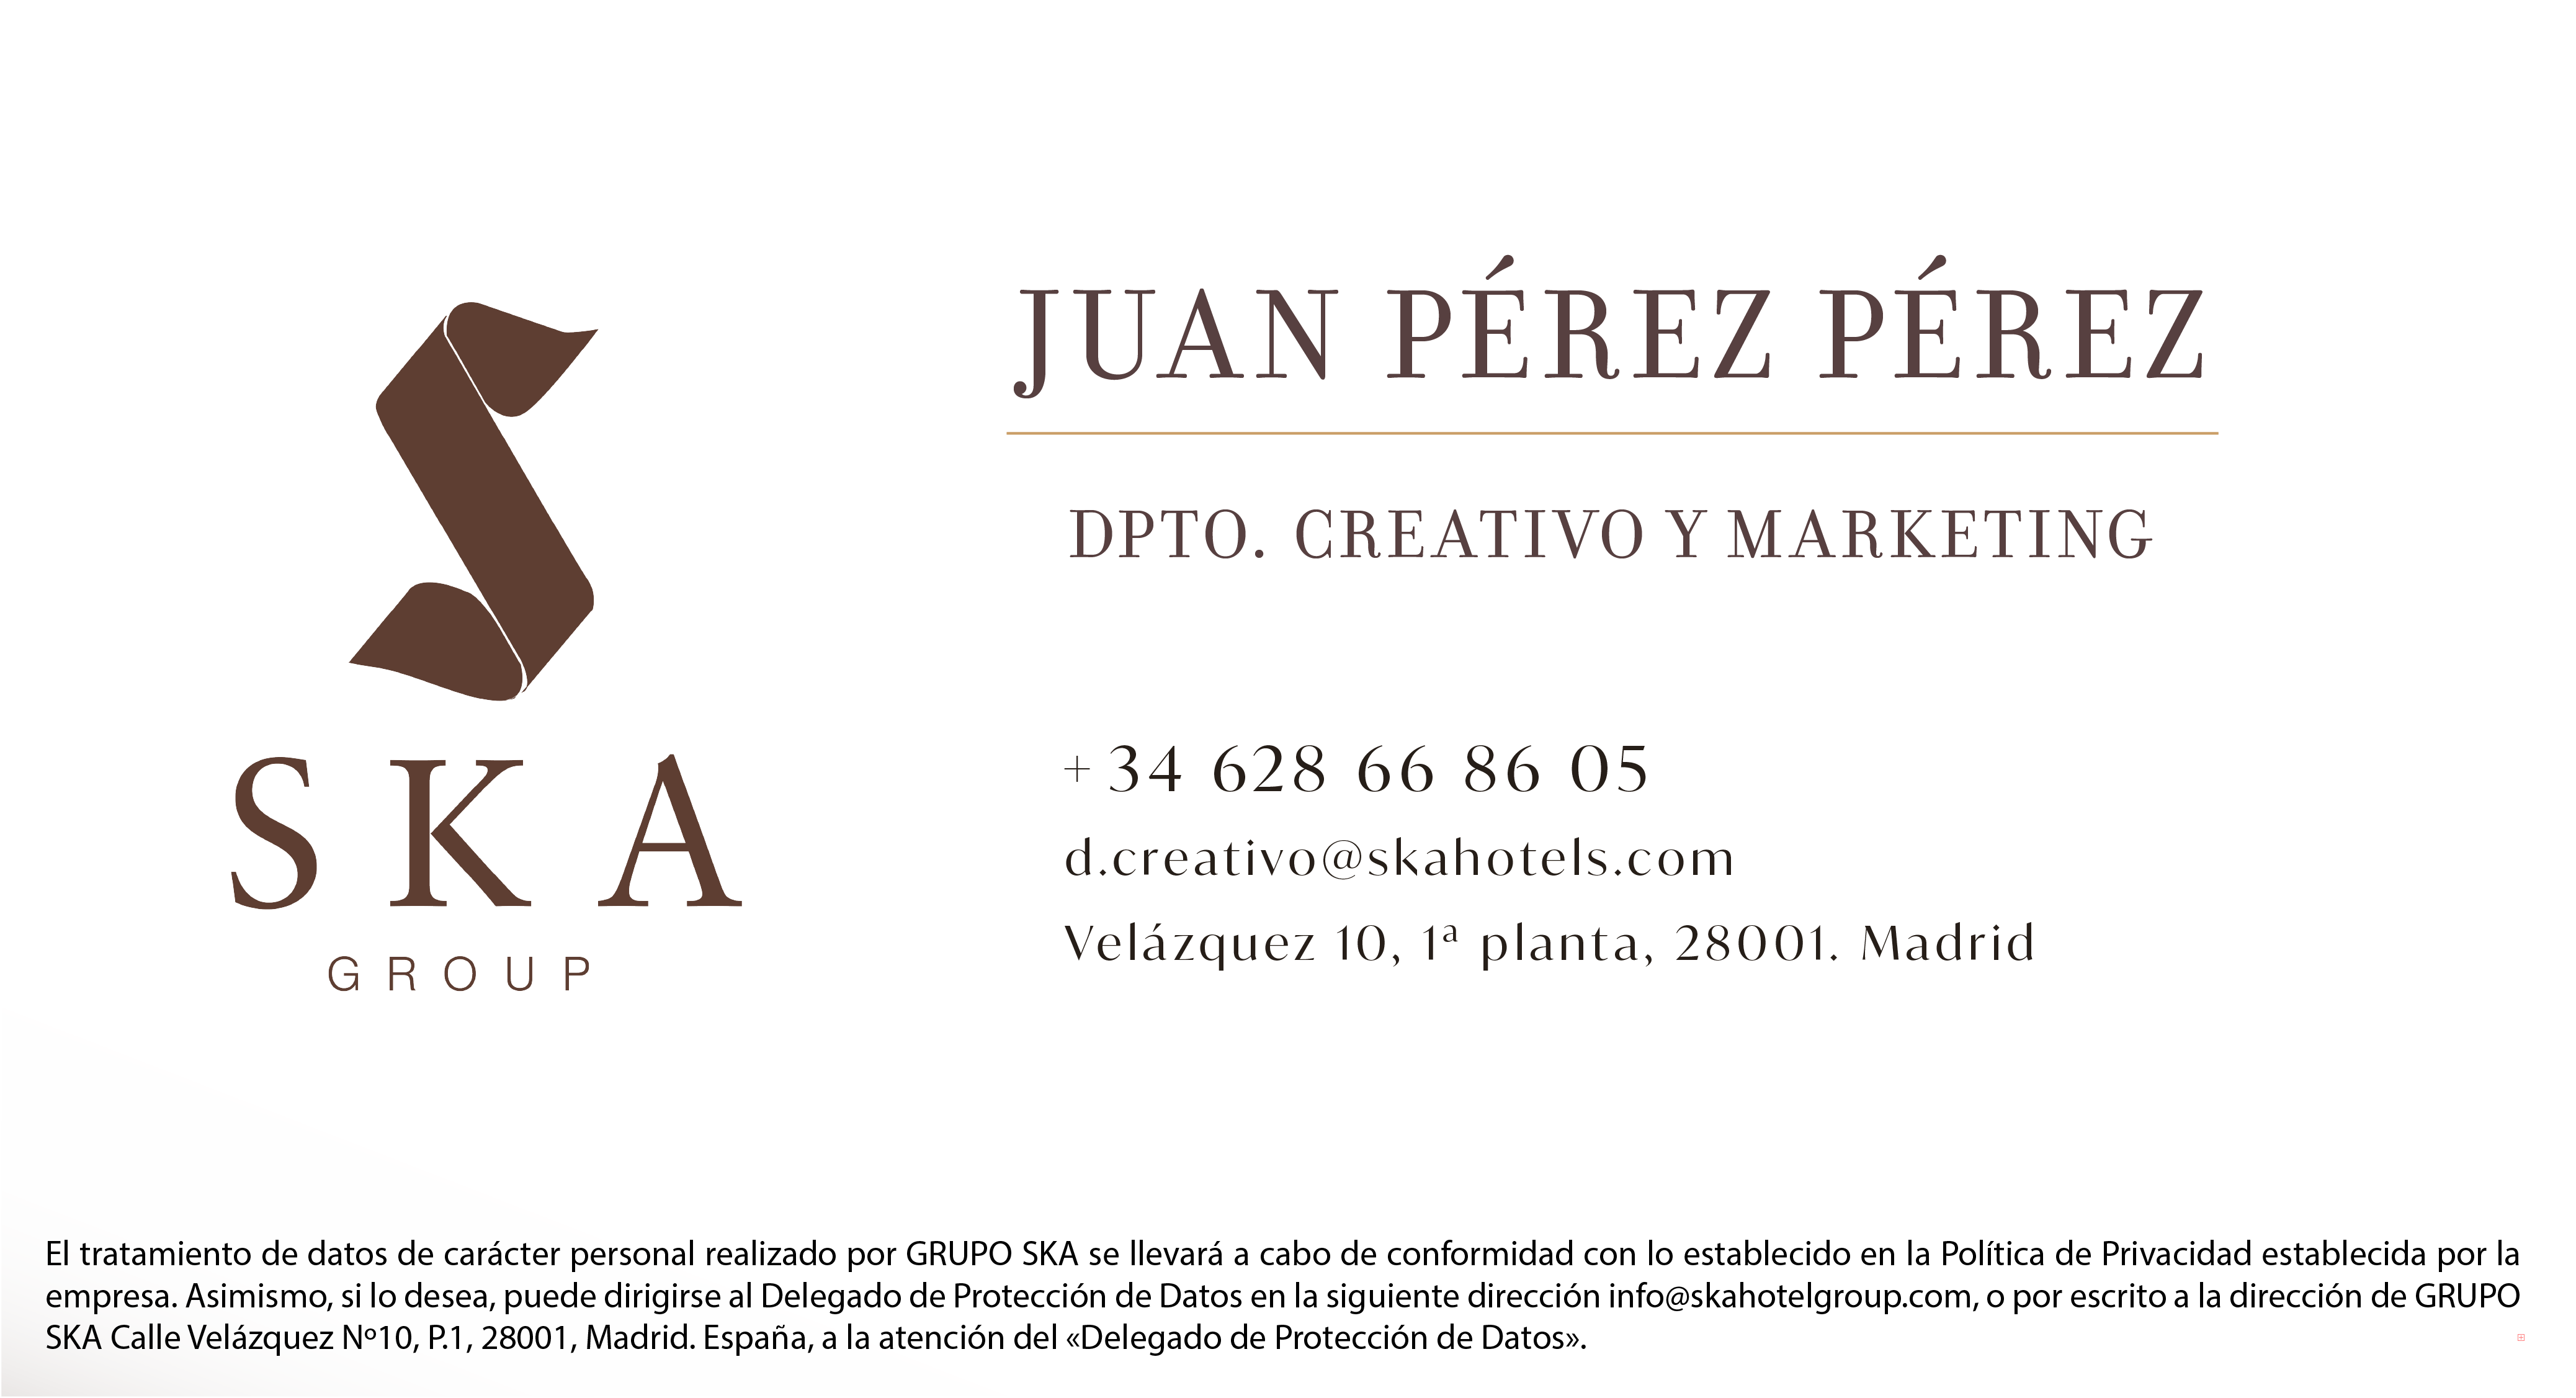 JUAN PÉREZ PÉREZ
DPTO. CREATIVO Y MARKETING
SKA
GROUP
+ 34 628 66 86 05
d.creativo@skahotels.com
Velázquez 10, 1ª planta, 28001. Madrid
El tratamiento de datos de carácter personal realizado por GRUPO SKA se llevará a cabo de conformidad con lo establecido en la Política de Privacidad establecida por la
empresa. Asimismo, si lo desea, puede dirigirse al Delegado de Protección de Datos en la siguiente dirección info@skahotelgroup.com, o por escrito a la dirección de GRUPO
SKA Calle Velázquez Nº10, P.1, 28001, Madrid. España, a la atención del «Delegado de Protección de Datos».